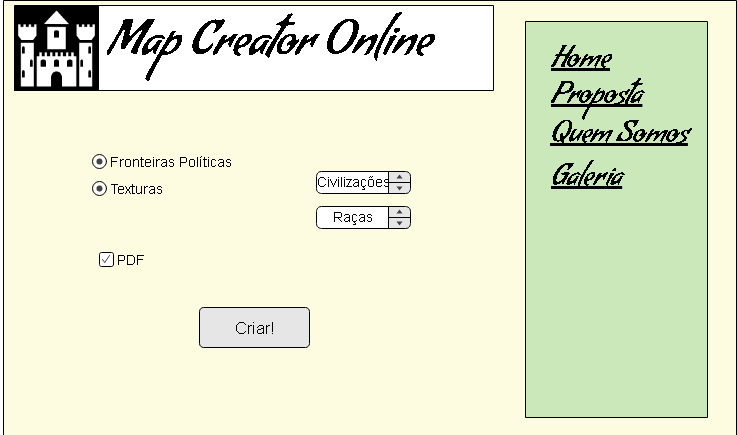 Map Creator Online
Home
Proposta
Quem Somos
Galeria
Fronteiras Políticas
Texturas
Civilizações
Raças
PDF
Criar!